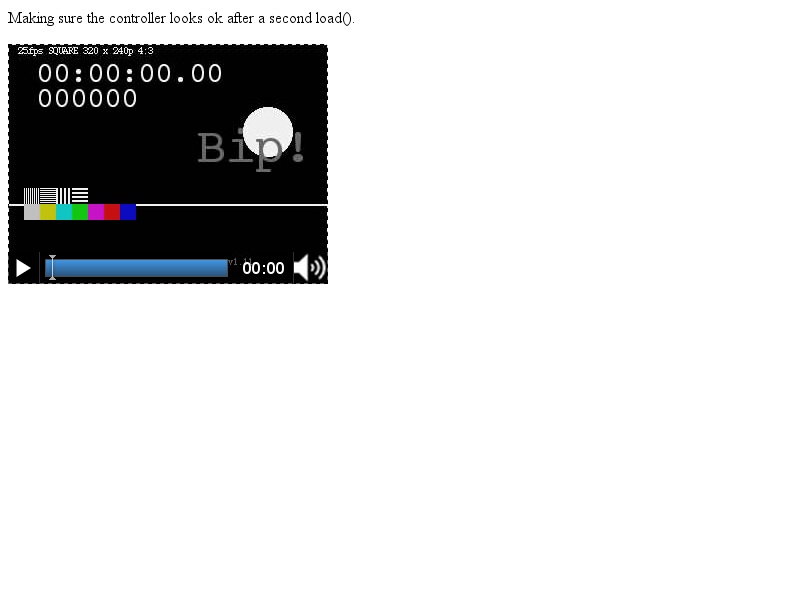 Making sure the controller looks ok after a second load().
25fps SQUARE 320 x 240p 4:3
00:00:00.00
000000
Bip!
00:00